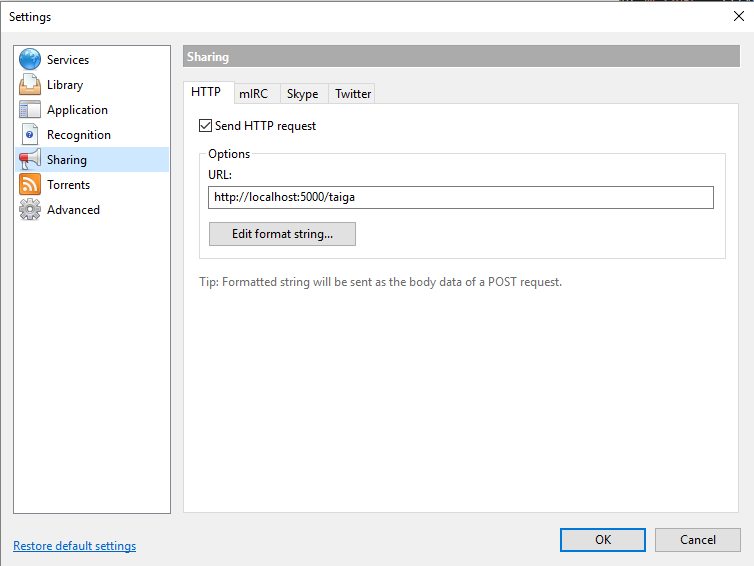 Settings
Services
Library
Application
Recognition
Sharing
Torrents
Advanced
Sharing
HTTP mIRC Skype Twitter
Send HTTP request
Options
URL:
http://localhost:5000/taiga
Edit format string...
Tip: Formatted string will be sent as the body data of a POST request.
Restore default settings
OK Cancel